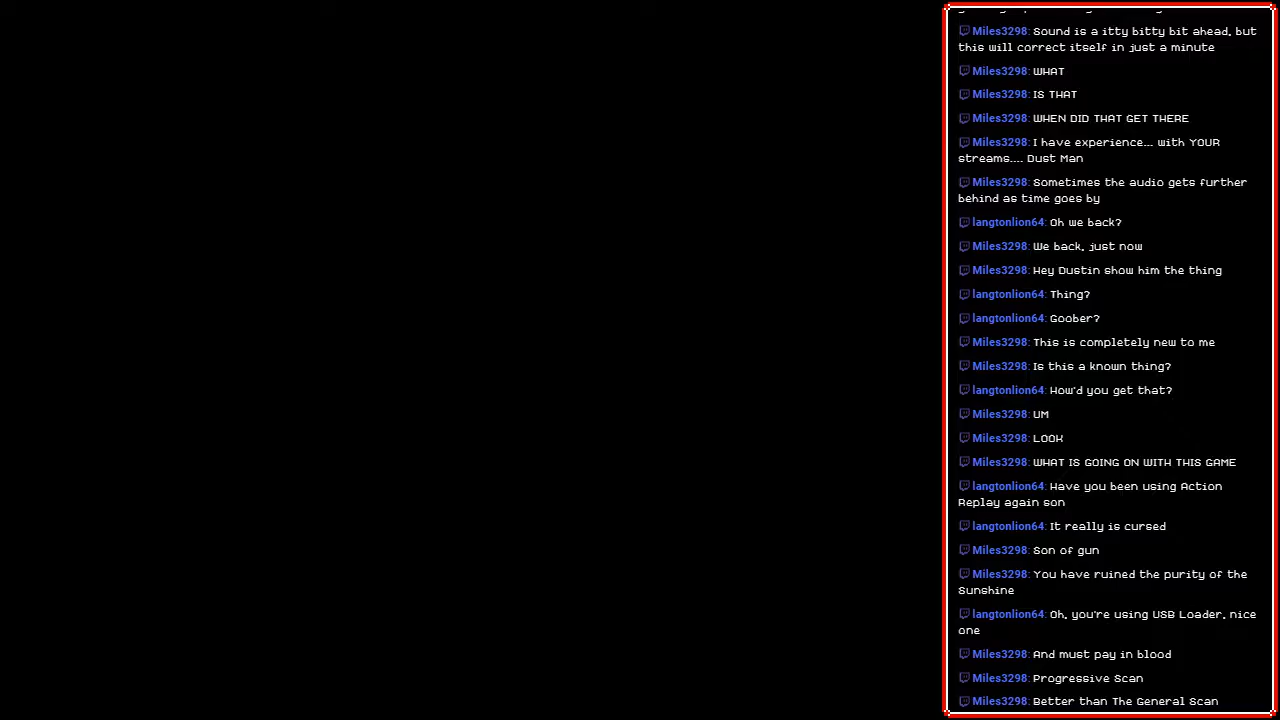 Miles3298: Sound is a itty bitty bit ahead, but
this will correct itself in just a minute
Miles3298: WHAT
Miles3298: IS THAT
Miles3298: WHEN DID THAT GET THERE
Miles3298: I have experience... with YOUR
streams.... Dust Man
Miles3298: Sometimes the audio gets further
behind as time goes by
langtonlion64: Oh we back?
Miles3298: We back, just now
Miles3298: Hey Dustin show him the thing
langtonlion64: Thing?
langtonlion64: Goober?
Miles3298: This is completely new to me
Miles3298: Is this a known thing?
langtonlion64: How'd you get that?
Miles3298: UM
Miles3298: LOOK
Miles3298: WHAT IS GOING ON WITH THIS GAME
langtonlion64: Have you been using Action
Replay again son
langtonlion64: It really is cursed
Miles3298: Son of gun
Miles3298: You have ruined the purity of the
Sunshine
langtonlion64: Oh, you're using USB Loader, nice
one
Miles3298: And must pay in blood
Miles3298: Progressive Scan
Miles3298: Better than The General Scan